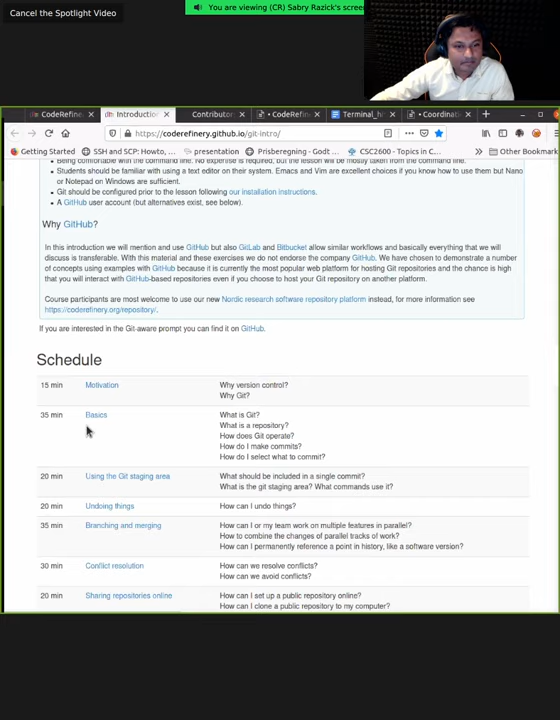 Cancel the Spotlight Video
You are viewing (CR) Sabry Razick's scree
CodeRefinery
Introduction
Contributor
CodeRefin
Terminal_hi
Coordinati
https://coderefinery.github.io/git-intro/
Getting Started
SSH and SCP: Howto, ...
presentation
Prisberegning - Godt ...
CSC2600 - Topics in C...
Other Bookmar
Being comfortable with the command line. No expertise is required, but the lesson will be mostly taken from the command line.
Students should be familiar with using a text editor on their system. Emacs and Vim are excellent choices if you know how to use them but Nano
or Notepad on Windows are sufficient.
Git should be configured prior to the lesson following our installation instructions.
A GitHub user account (but alternatives exist, see below).
Why GitHub?
In this introduction we will mention and use GitHub but also GitLab and Bitbucket allow similar workflows and basically everything that we will
discuss is transferable. With this material and these exercises we do not endorse the company GitHub. We have chosen to demonstrate a number
of concepts using examples with GitHub because it is currently the most popular web platform for hosting Git repositories and the chance is high
that you will interact with GitHub-based repositories even if you choose to host your Git repository on another platform.
Course participants are most welcome to use our new Nordic research software repository platform instead, for more information see
https://coderefinery.org/repository/.
If you are interested in the Git-aware prompt you can find it on GitHub.
Schedule
15 min Motivation Why version control?
Why Git?
35 min Basics What is Git?
What is a repository?
How does Git operate?
How do I make commits?
How do I select what to commit?
20 min Using the Git staging area What should be included in a single commit?
What is the git staging area? What commands use it?
20 min Undoing things How can I undo things?
35 min Branching and merging How can I or my team work on multiple features in parallel?
How to combine the changes of parallel tracks of work?
How can I permanently reference a point in history, like a software version?
30 min Conflict resolution How can we resolve conflicts?
How can we avoid conflicts?
20 min Sharing repositories online How can I set up a public repository online?
How can I clone a public repository to my computer?